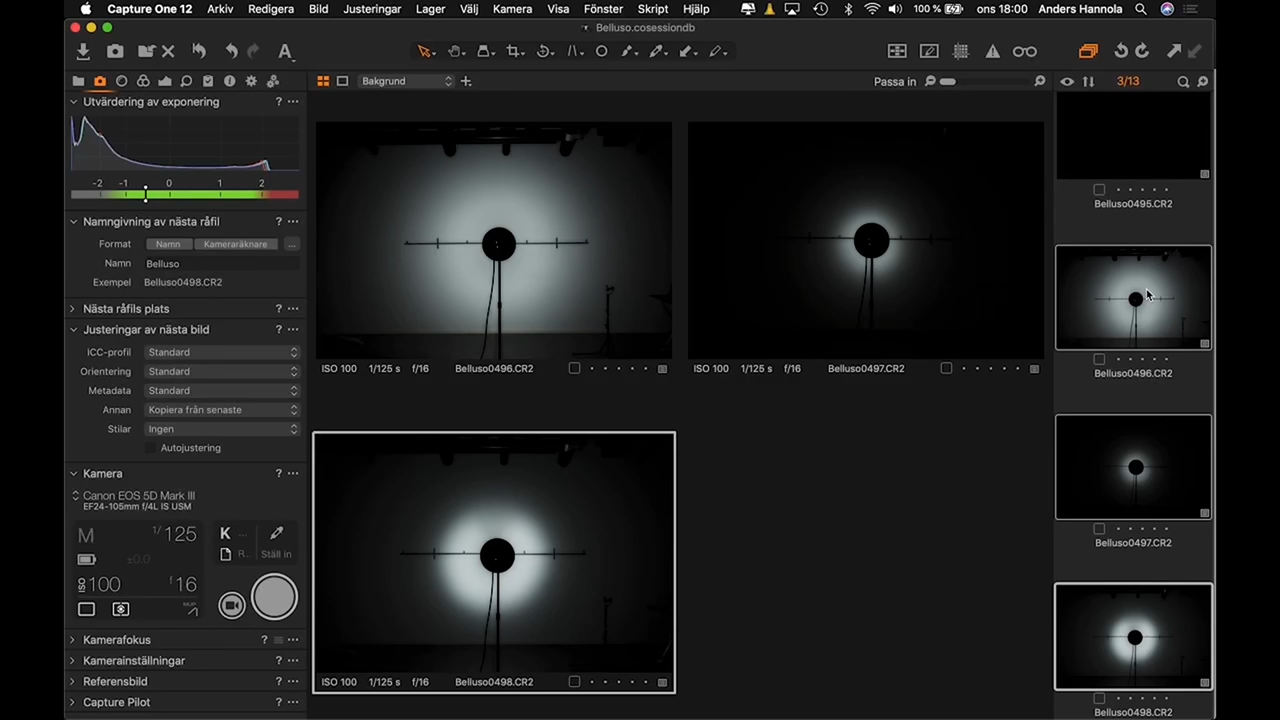 Capture One 12 Arkiv Redigera Bild Justeringar Lager Välj Kamera Visa Fönster Skript Hjälp 100 % ons 18:00 Anders Hannola
Belluso.cosessiondb
Bakgrund
Passa in
3/13
Utvärdering av exponering ? ...
-2 -1 0 1 2
Namngivning av nästa råfil ? ...
Format Namn Kameraräknare ...
Namn Belluso
Exempel Belluso0498.CR2
Nästa råfils plats ? ...
Justeringar av nästa bild ? ...
ICC-profil Standard
Orientering Standard
Metadata Standard
Annan Kopiera från senaste
Stilar Ingen
Autojustering
Kamera ? ...
Canon EOS 5D Mark III
EF24-105mm f/4L IS USM
M 1/125
±0.0
K ...
R...
Ställ in
ISO 100 f16
Kamerafokus ? ...
Kamerainställningar ? ...
Referensbild ? ...
Capture Pilot ? ...
ISO 100 1/125 s f/16 Belluso0496.CR2
ISO 100 1/125 s f/16 Belluso0497.CR2
ISO 100 1/125 s f/16 Belluso0498.CR2
Belluso0495.CR2
Belluso0496.CR2
Belluso0497.CR2
Belluso0498.CR2